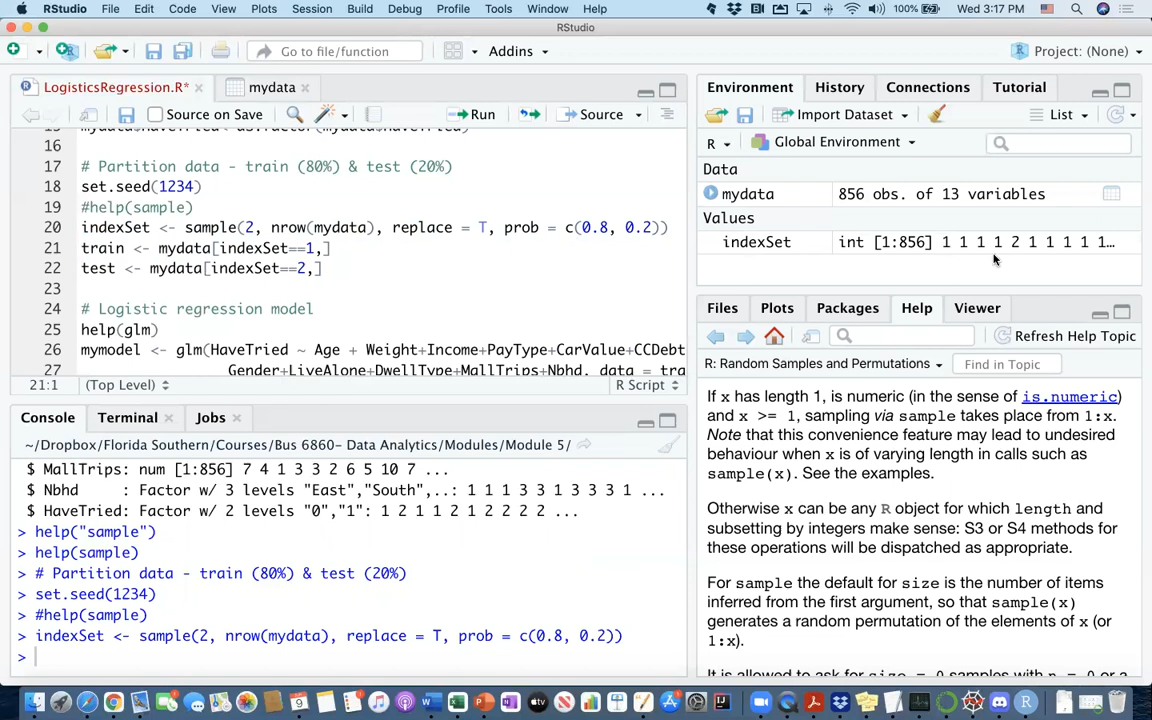 RStudio File Edit Code View Plots Session Build Debug Profile Tools Window Help 100% Wed 3:17 PM
RStudio
Go to file/function Addins Project: (None)
LogisticsRegression.R* mydata
Source on Save Run Source
16
17 # Partition data - train (80%) & test (20%)
18 set.seed(1234)
19 #help(sample)
20 indexSet <- sample(2, nrow(mydata), replace = T, prob = c(0.8, 0.2))
21 train <- mydata[indexSet==1,]
22 test <- mydata[indexSet==2,]
23
24 # Logistic regression model
25 help(glm)
26 mymodel <- glm(HaveTried ~ Age + Weight+Income+PayType+CarValue+CCDebt
27 Gender+LiveAlone+DwellType+MallTrips+Nbhd, data = tra
21:1 (Top Level) R Script
Console Terminal Jobs
~/Dropbox/Florida Southern/Courses/Bus 6860- Data Analytics/Modules/Module 5/
$ MallTrips: num [1:856] 7 4 1 3 3 2 6 5 10 7 ...
$ Nbhd : Factor w/ 3 levels "East","South",..: 1 1 1 3 3 1 3 3 3 1 ...
$ HaveTried: Factor w/ 2 levels "0","1": 1 2 1 1 2 1 2 2 2 2 ...
> help("sample")
> help(sample)
> # Partition data - train (80%) & test (20%)
> set.seed(1234)
> #help(sample)
> indexSet <- sample(2, nrow(mydata), replace = T, prob = c(0.8, 0.2))
>
Environment History Connections Tutorial
Import Dataset List
R Global Environment
Data
mydata 856 obs. of 13 variables
Values
indexSet int [1:856] 1 1 1 1 2 1 1 1 1 1…
Files Plots Packages Help Viewer
Refresh Help Topic
R: Random Samples and Permutations Find in Topic
If x has length 1, is numeric (in the sense of is.numeric)
and x >= 1, sampling via sample takes place from 1:x.
Note that this convenience feature may lead to undesired
behaviour when x is of varying length in calls such as
sample(x). See the examples.
Otherwise x can be any R object for which length and
subsetting by integers make sense: S3 or S4 methods for
these operations will be dispatched as appropriate.
For sample the default for size is the number of items
inferred from the first argument, so that sample(x)
generates a random permutation of the elements of x (or
1:x).
It is allowed to ask for size = 0 samples with n = 0 or a